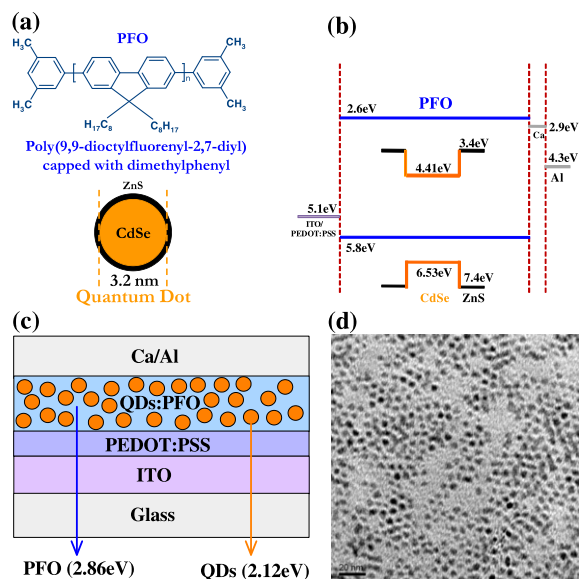 (a)
PFO
CH₃
H₃C
[
]n
H₃C
CH₃
H₁₇C₈
C₈H₁₇
Poly(9,9-dioctylfluorenyl-2,7-diyl)
capped with dimethylphenyl
ZnS
CdSe
3.2 nm
Quantum Dot
(b)
2.6eV
PFO
Ca
2.9eV
3.4eV
4.41eV
4.3eV
Al
5.1eV
ITO/
PEDOT:PSS
5.8eV
6.53eV
7.4eV
CdSe
ZnS
(c)
Ca/Al
QDs:PFO
PEDOT:PSS
ITO
Glass
PFO (2.86eV)
QDs (2.12eV)
(d)
20 nm